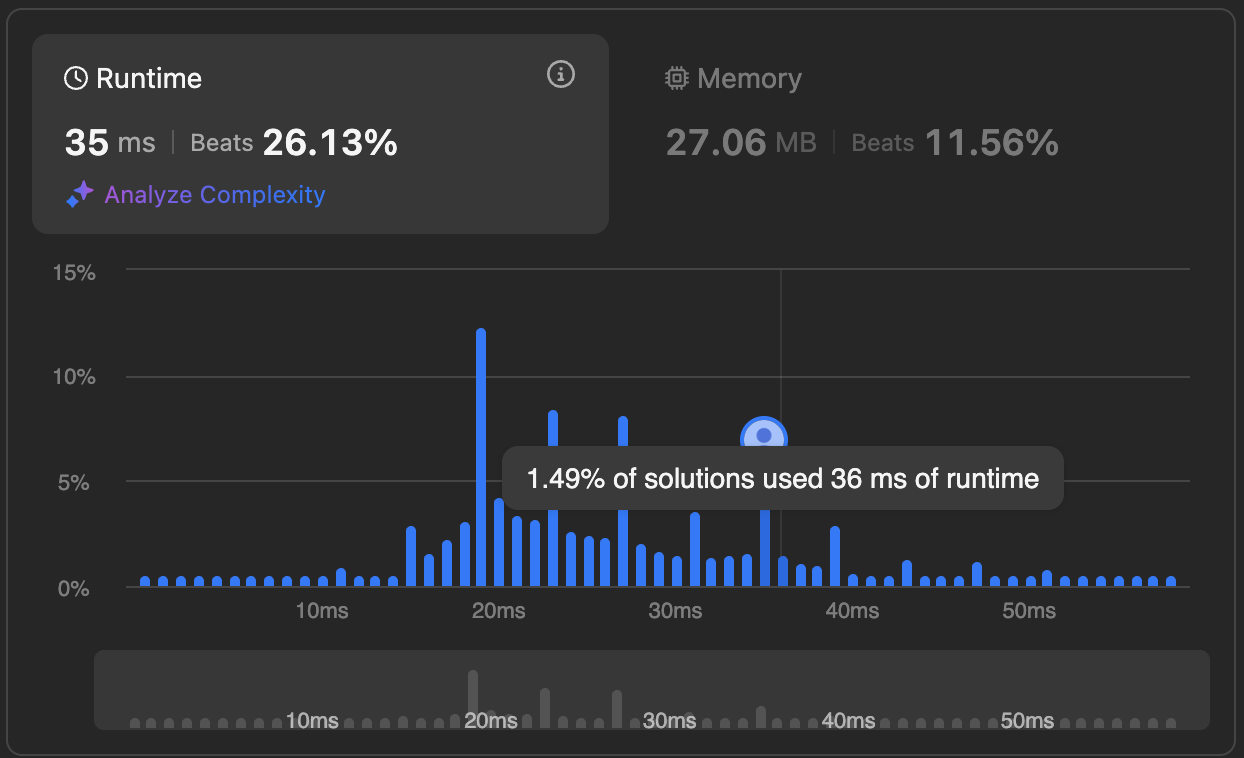 Runtime
35 ms | Beats 26.13%
Analyze Complexity
Memory
27.06 MB | Beats 11.56%
15%
10%
5%
0%
1.49% of solutions used 36 ms of runtime
10ms 20ms 30ms 40ms 50ms
10ms 20ms 30ms 40ms 50ms